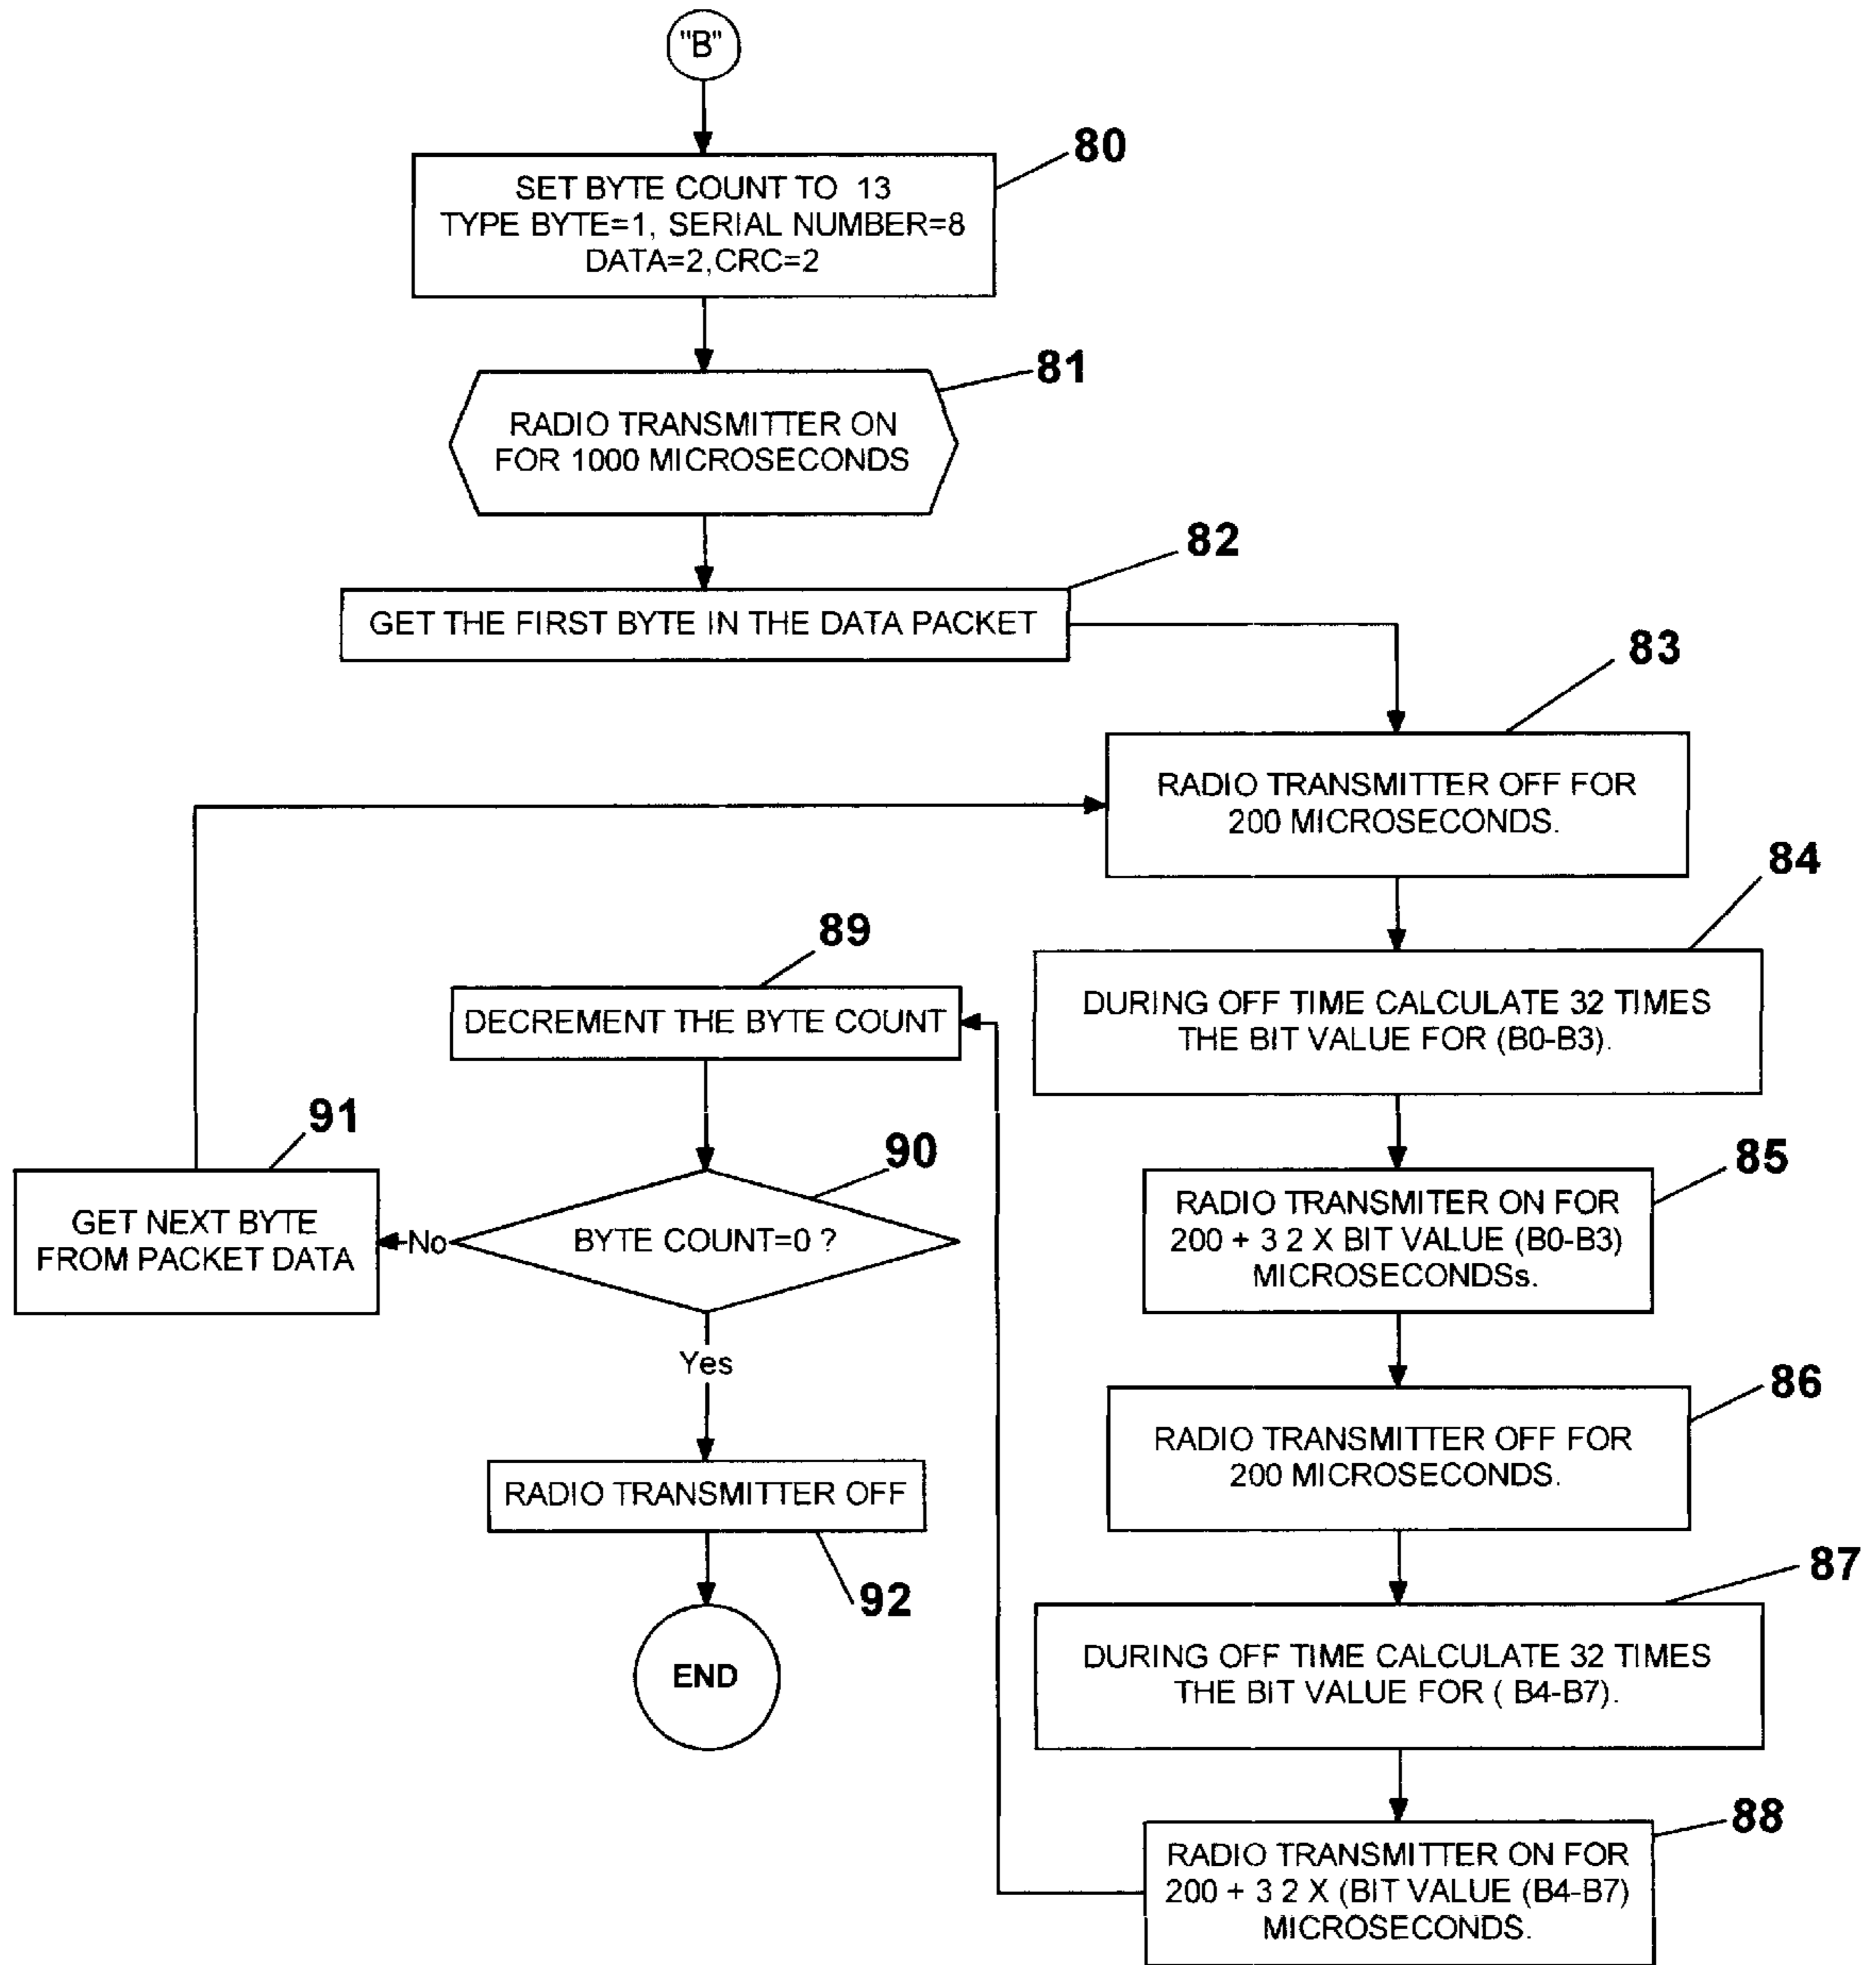 "B"
80
SET BYTE COUNT TO 13
TYPE BYTE=1, SERIAL NUMBER=8
DATA=2,CRC=2
81
RADIO TRANSMITTER ON
FOR 1000 MICROSECONDS
82
GET THE FIRST BYTE IN THE DATA PACKET
83
RADIO TRANSMITTER OFF FOR
200 MICROSECONDS.
84
DURING OFF TIME CALCULATE 32 TIMES
THE BIT VALUE FOR (B0-B3).
85
RADIO TRANSMITER ON FOR
200 + 3 2 X BIT VALUE (B0-B3)
MICROSECONDSs.
86
RADIO TRANSMITTER OFF FOR
200 MICROSECONDS.
87
DURING OFF TIME CALCULATE 32 TIMES
THE BIT VALUE FOR ( B4-B7).
88
RADIO TRANSMITTER ON FOR
200 + 3 2 X (BIT VALUE (B4-B7)
MICROSECONDS.
89
DECREMENT THE BYTE COUNT
90
BYTE COUNT=0 ?
No
91
GET NEXT BYTE
FROM PACKET DATA
Yes
RADIO TRANSMITTER OFF
92
END